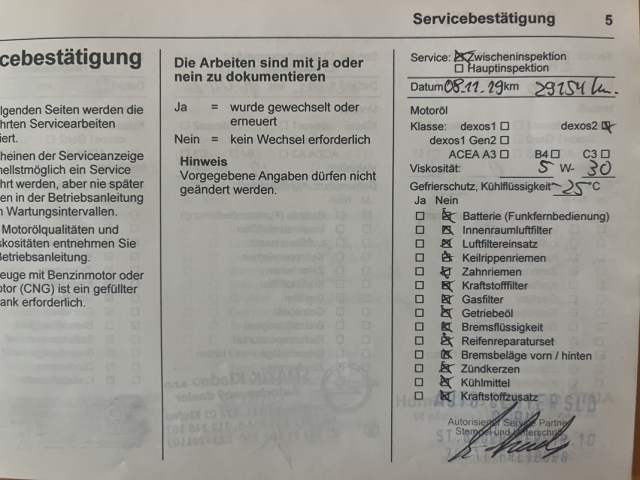 Servicebestätigung 5
cebestätigung
lgenden Seiten werden die
hrten Servicearbeiten
iert.
heinen der Serviceanzeige
nellstmöglich ein Service
hrt werden, aber nie später
en in der Betriebsanleitung
n Wartungsintervallen.
Motorölqualitäten und
kositäten entnehmen Sie
etriebsanleitung.
euge mit Benzinmotor oder
otor (CNG) ist ein gefüllter
ank erforderlich.
Die Arbeiten sind mit ja oder
nein zu dokumentieren
Ja = wurde gewechselt oder
erneuert
Nein = kein Wechsel erforderlich
Hinweis
Vorgegebene Angaben dürfen nicht
geändert werden.
Service: ☒ Zwischeninspektion
☐ Hauptinspektion
Datum 08.11.19 km 29154 km.
Motoröl
Klasse: dexos1 ☐ dexos2 ☒
dexos1 Gen2 ☐
ACEA A3 ☐ B4 ☐ C3 ☐
Viskosität: 5 W- 30
Gefrierschutz, Kühlflüssigkeit -25 °C
Ja Nein
☐ ☒ Batterie (Funkfernbedienung)
☐ ☒ Innenraumluftfilter
☐ ☒ Luftfiltereinsatz
☐ ☒ Keilrippenriemen
☐ ☒ Zahnriemen
☐ ☒ Kraftstofffilter
☐ ☒ Gasfilter
☐ ☒ Getriebeöl
☐ ☒ Bremsflüssigkeit
☐ ☒ Reifenreparaturset
☐ ☒ Bremsbeläge vorn / hinten
☐ ☒ Zündkerzen
☐ ☒ Kühlmittel
☐ ☒ Kraftstoffzusatz
Autorisierter Service Partner
Stempel und Unterschrift